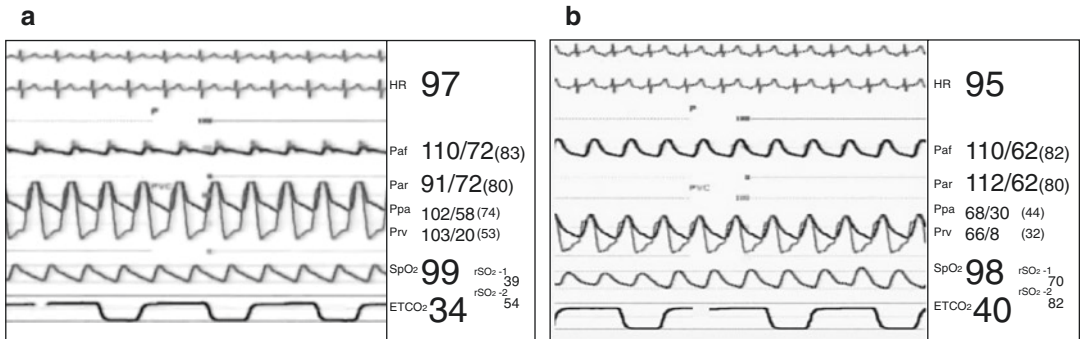 a
HR 97
P
Paf 110/72(83)
Par 91/72(80)
PVC
Ppa 102/58(74)
Prv 103/20(53)
SpO2 99 rSO2-1 39
rSO2-2 54
ETCO2 34
b
HR 95
P
Paf 110/62(82)
Par 112/62(80)
PVC
Ppa 68/30 (44)
Prv 66/8 (32)
SpO2 98 rSO2-1 70
rSO2-2 82
ETCO2 40